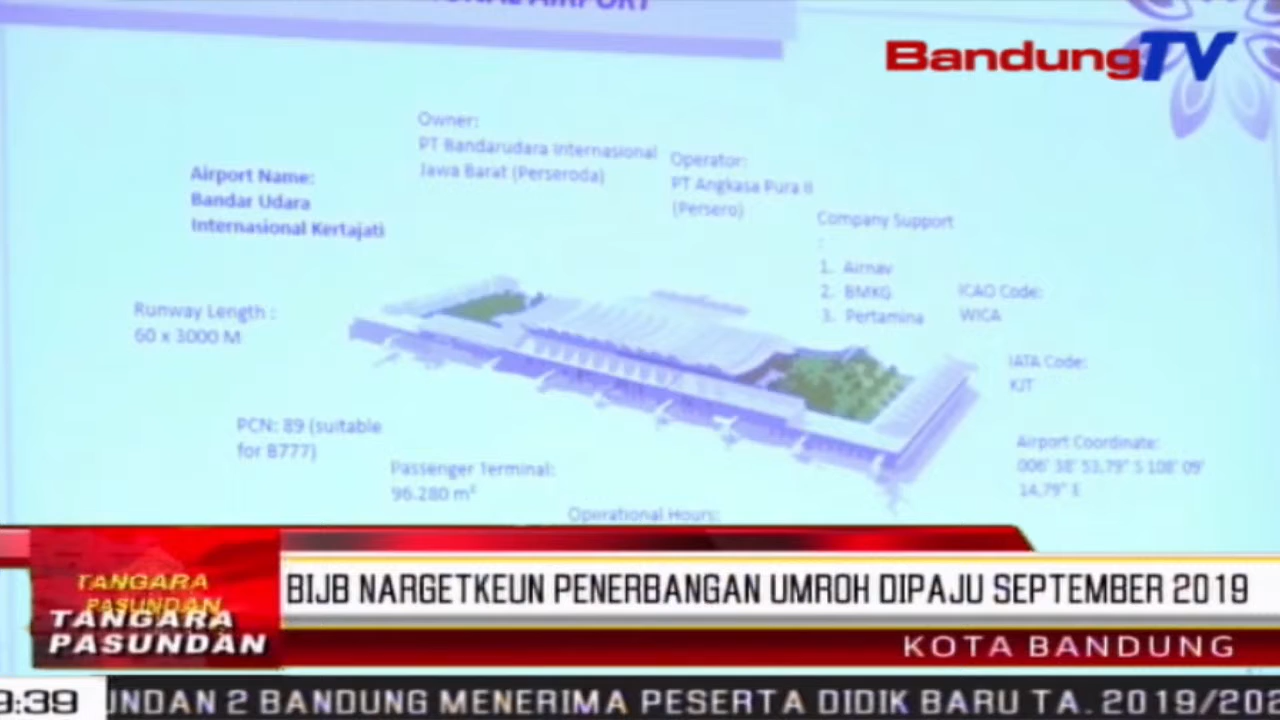 ONAL AIRPORT
BandungTV
Owner:
PT Bandarudara Internasional
Jawa Barat (Perseroda)
Operator:
PT Angkasa Pura II
(Persero)
Airport Name:
Bandar Udara
Internasional Kertajati
Company Support
:
1. Airnav
2. BMKG
3. Pertamina
ICAO Code:
WICA
Runway Length :
60 x 3000 M
IATA Code:
KJT
PCN: 89 (suitable
for B777)
Airport Coordinate:
006' 38' 53,79" S 108' 09'
14,79" E
Passenger Terminal:
96.280 m²
Operational Hours:
TANGARA
PASUNDAN
TANGARA
PASUNDAN
BIJB NARGETKEUN PENERBANGAN UMROH DIPAJU SEPTEMBER 2019
KOTA BANDUNG
9:39
UNDAN 2 BANDUNG MENERIMA PESERTA DIDIK BARU TA. 2019/202